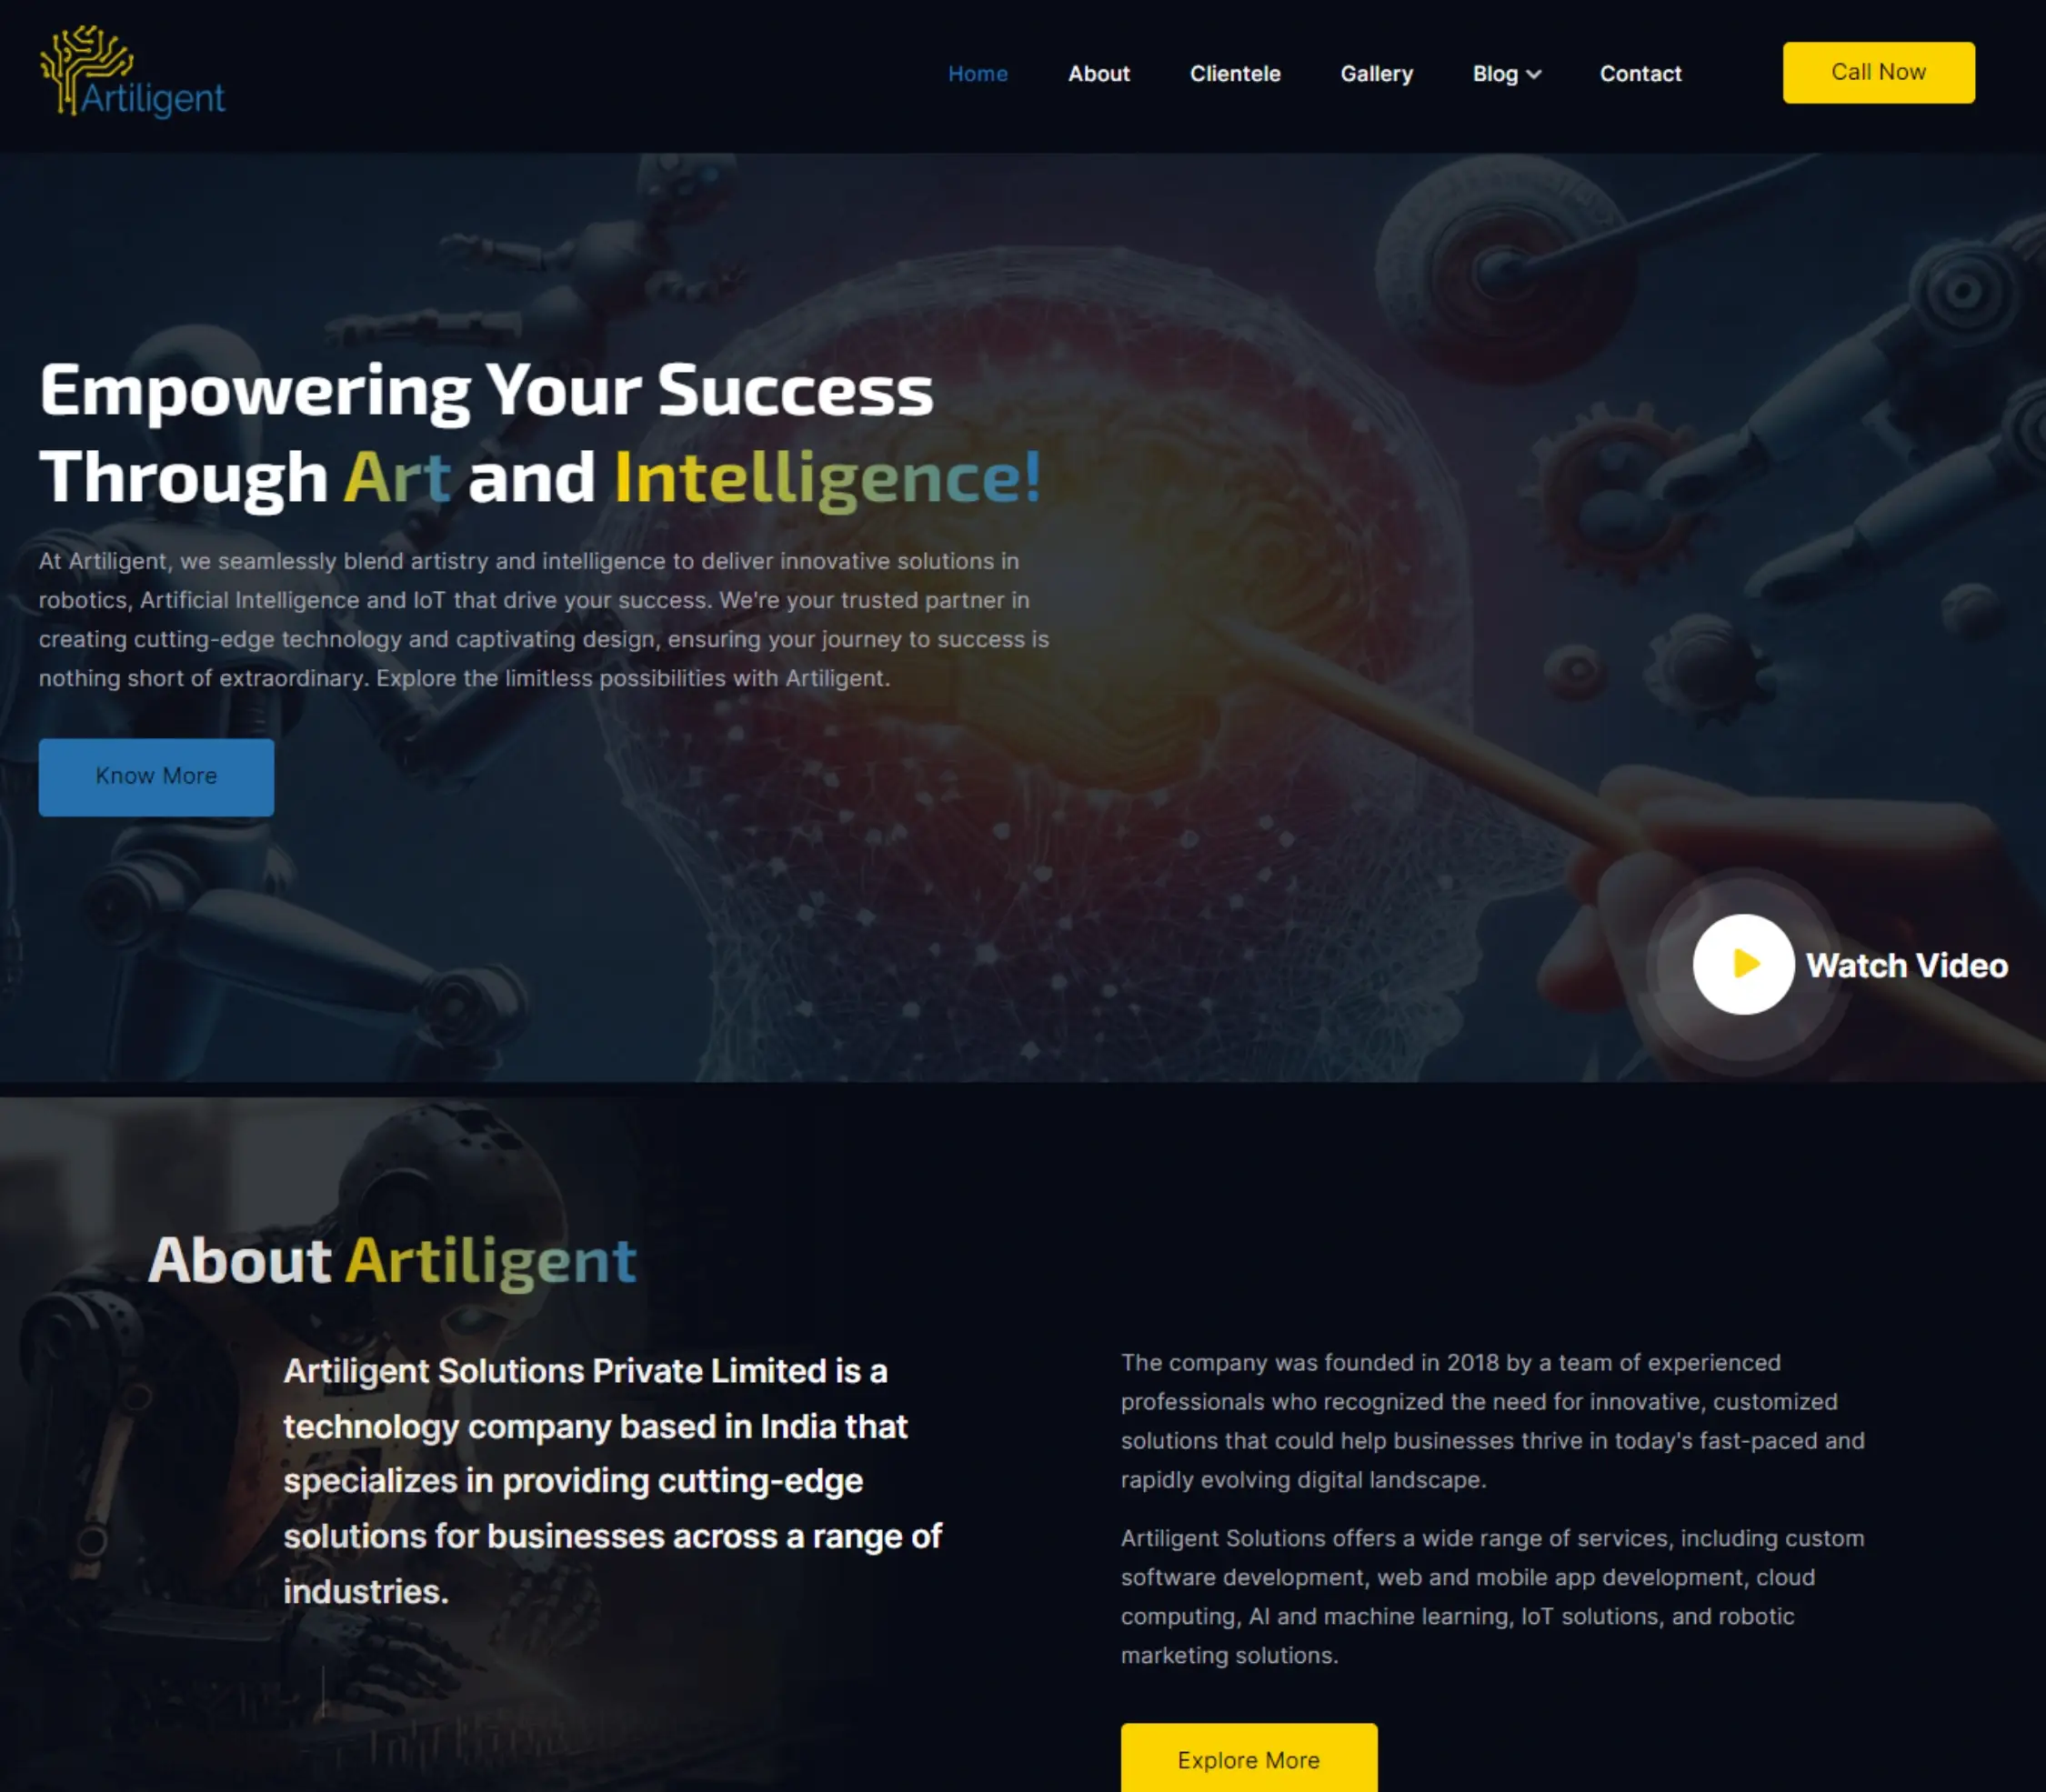 Artiligent
Home
About
Clientele
Gallery
Blog
Contact
Call Now
Empowering Your Success
Through Art and Intelligence!
At Artiligent, we seamlessly blend artistry and intelligence to deliver innovative solutions in
robotics, Artificial Intelligence and IoT that drive your success. We're your trusted partner in
creating cutting-edge technology and captivating design, ensuring your journey to success is
nothing short of extraordinary. Explore the limitless possibilities with Artiligent.
Know More
Watch Video
About Artiligent
Artiligent Solutions Private Limited is a
technology company based in India that
specializes in providing cutting-edge
solutions for businesses across a range of
industries.
The company was founded in 2018 by a team of experienced
professionals who recognized the need for innovative, customized
solutions that could help businesses thrive in today's fast-paced and
rapidly evolving digital landscape.
Artiligent Solutions offers a wide range of services, including custom
software development, web and mobile app development, cloud
computing, AI and machine learning, IoT solutions, and robotic
marketing solutions.
Explore More